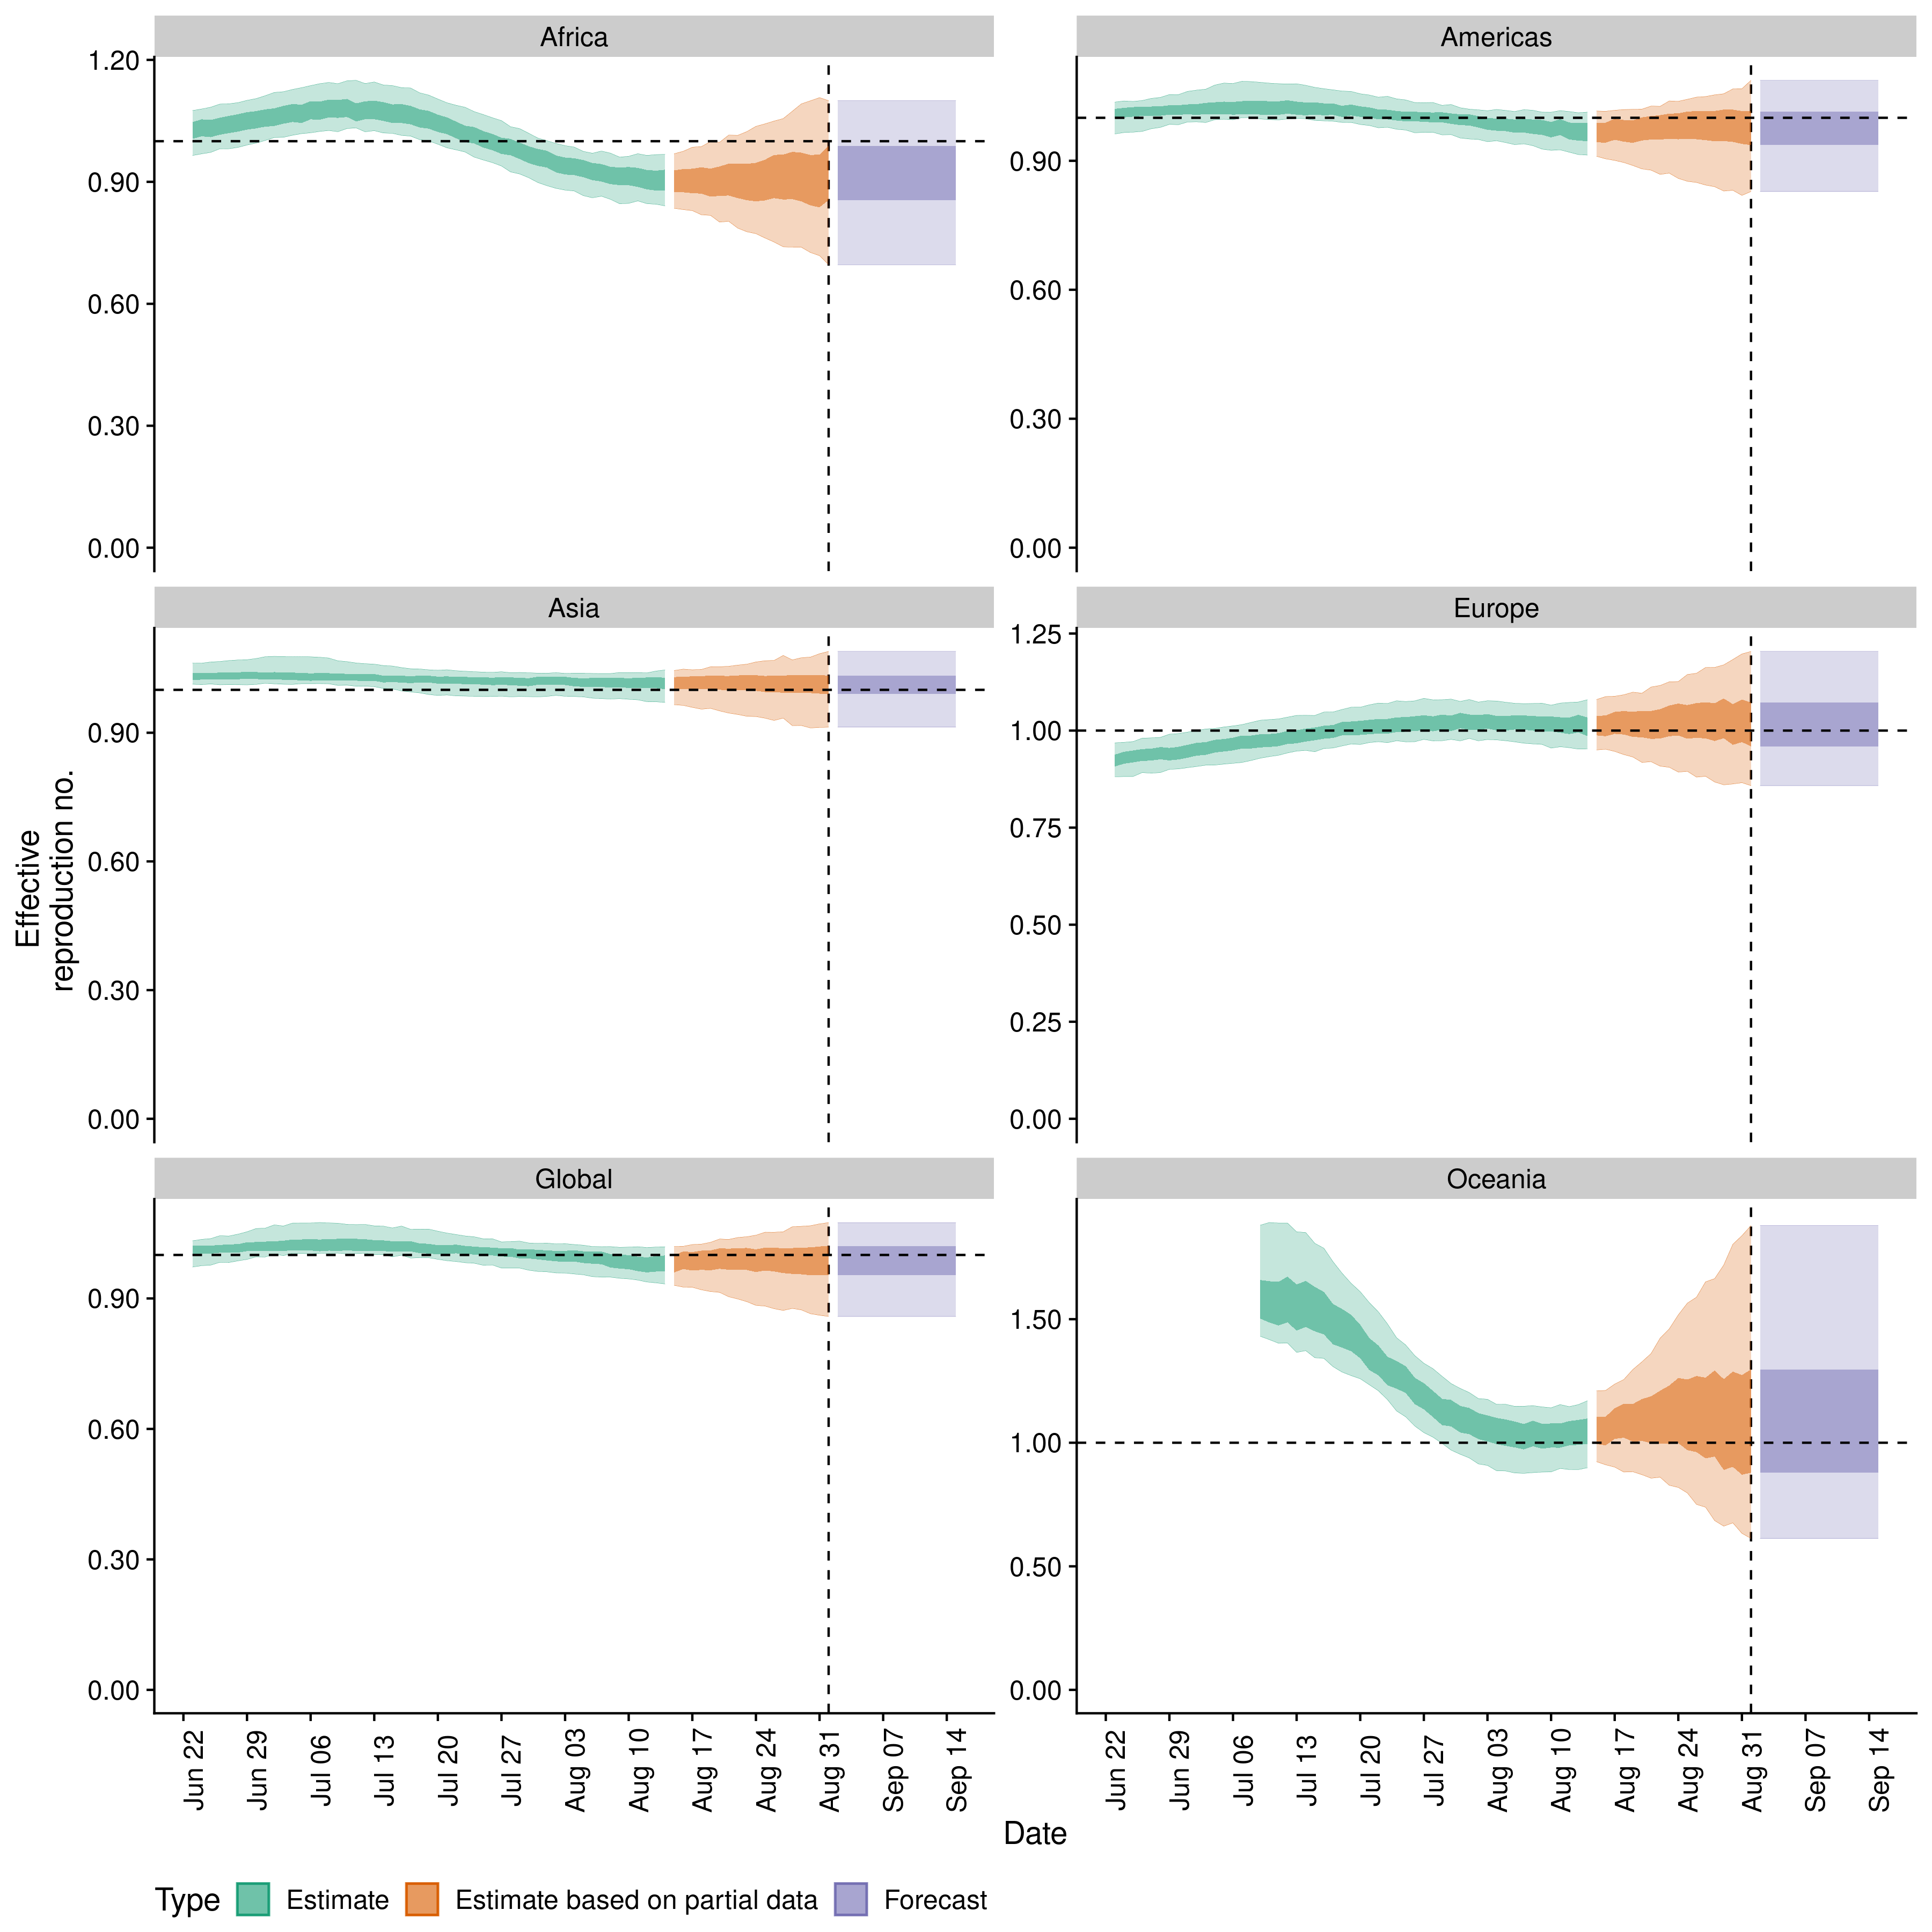 Africa
Americas
1.20
0.90
0.60
0.30
0.00
0.90
0.60
0.30
0.00
Asia
Europe
0.90
0.60
0.30
0.00
1.25
1.00
0.75
0.50
0.25
0.00
Effective
reproduction no.
Global
Oceania
0.90
0.60
0.30
0.00
1.50
1.00
0.50
0.00
Jun 22
Jun 29
Jul 06
Jul 13
Jul 20
Jul 27
Aug 03
Aug 10
Aug 17
Aug 24
Aug 31
Sep 07
Sep 14
Jun 22
Jun 29
Jul 06
Jul 13
Jul 20
Jul 27
Aug 03
Aug 10
Aug 17
Aug 24
Aug 31
Sep 07
Sep 14
Date
Type Estimate Estimate based on partial data Forecast